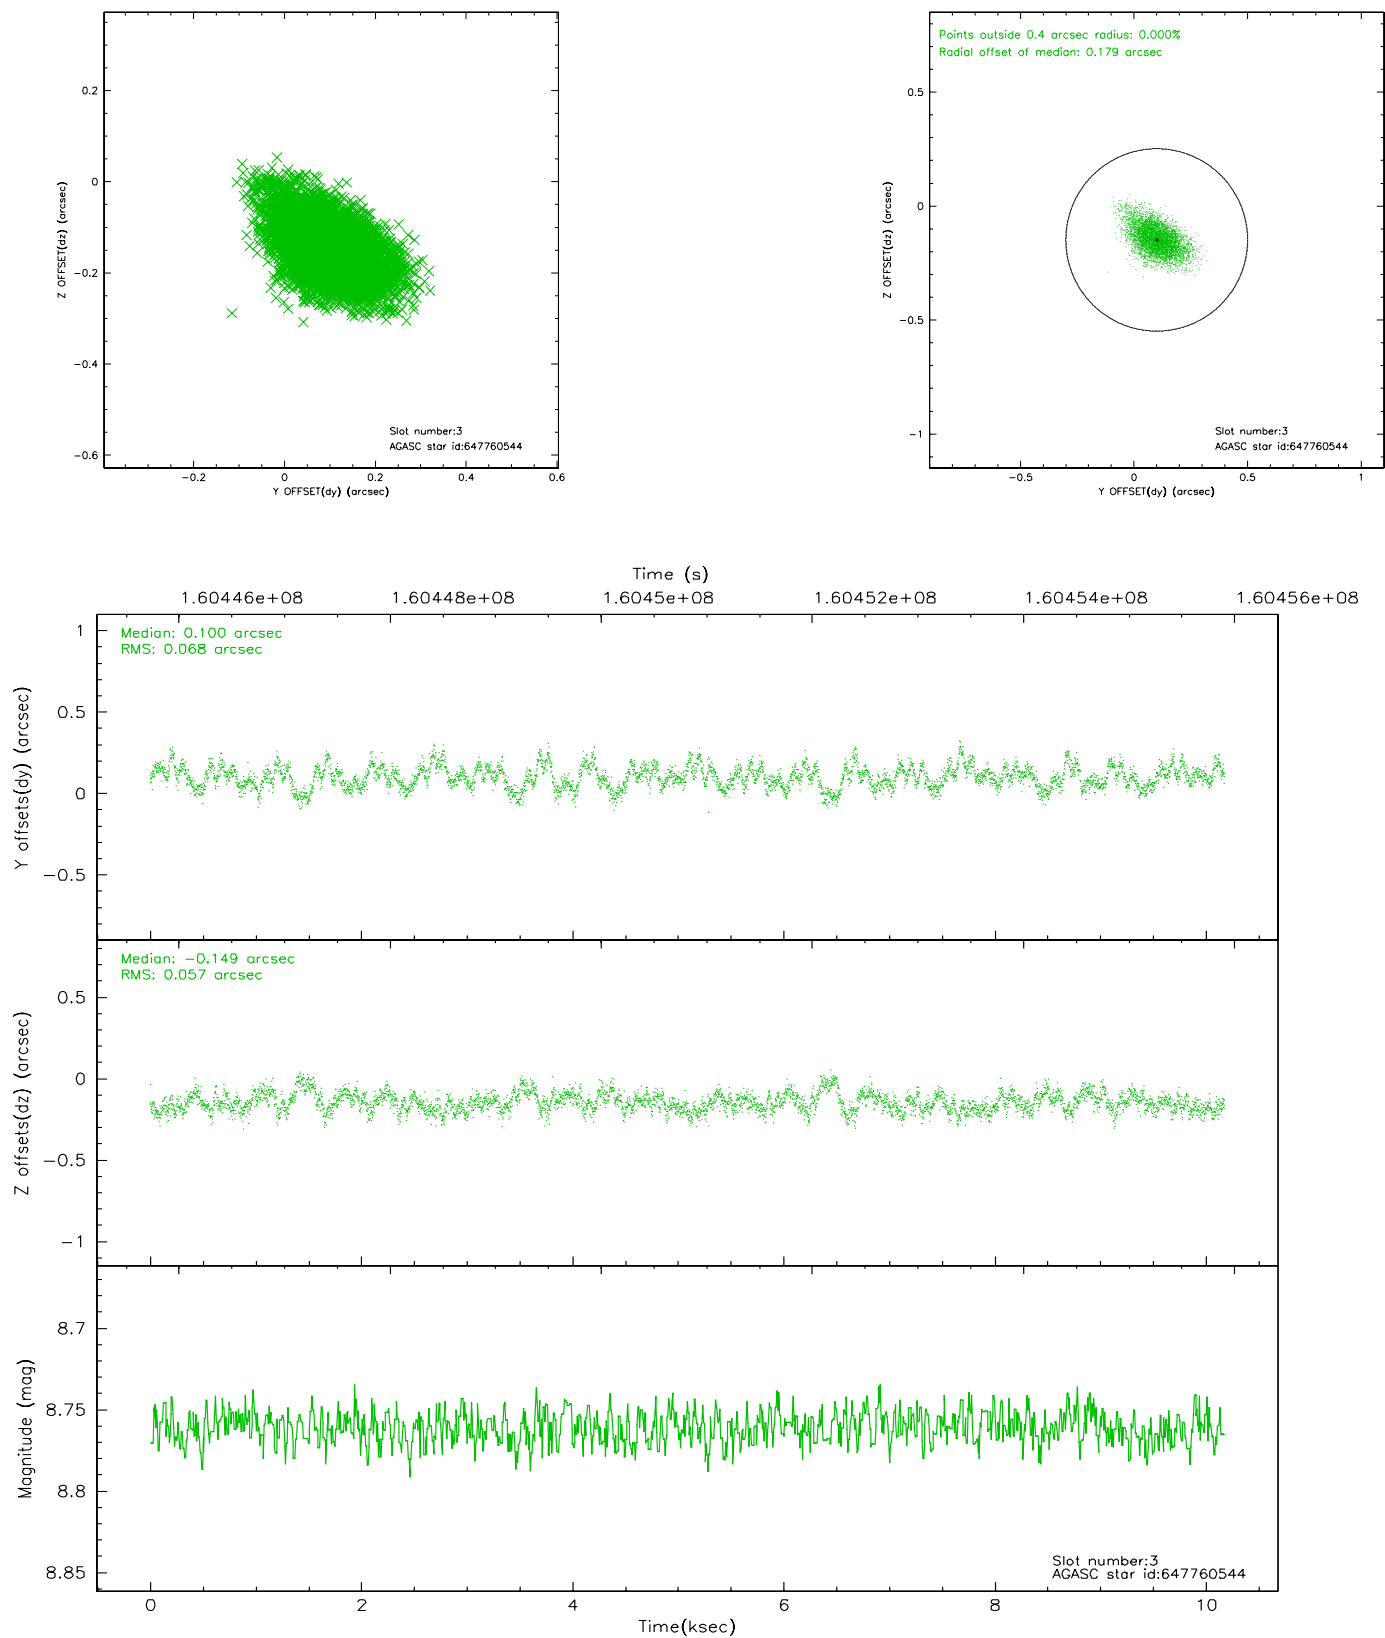 0.2
0
−0.2
−0.4
−0.6
Z OFFSET(dz) (arcsec)
Slot number:3
AGASC star id:647760544
−0.2 0 0.2 0.4 0.6
Y OFFSET(dy) (arcsec)
Points outside 0.4 arcsec radius: 0.000%
Radial offset of median: 0.179 arcsec
0.5
0
−0.5
−1
Z OFFSET(dz) (arcsec)
Slot number:3
AGASC star id:647760544
−0.5 0 0.5 1
Y OFFSET(dy) (arcsec)
Time (s)
1.60446e+08 1.60448e+08 1.6045e+08 1.60452e+08 1.60454e+08 1.60456e+08
Median: 0.100 arcsec
RMS: 0.068 arcsec
1
0.5
0
−0.5
Y offsets(dy) (arcsec)
Median: −0.149 arcsec
RMS: 0.057 arcsec
0.5
0
−0.5
−1
Z offsets(dz) (arcsec)
8.7
8.75
8.8
8.85
Magnitude (mag)
Slot number:3
AGASC star id:647760544
0 2 4 6 8 10
Time(ksec)